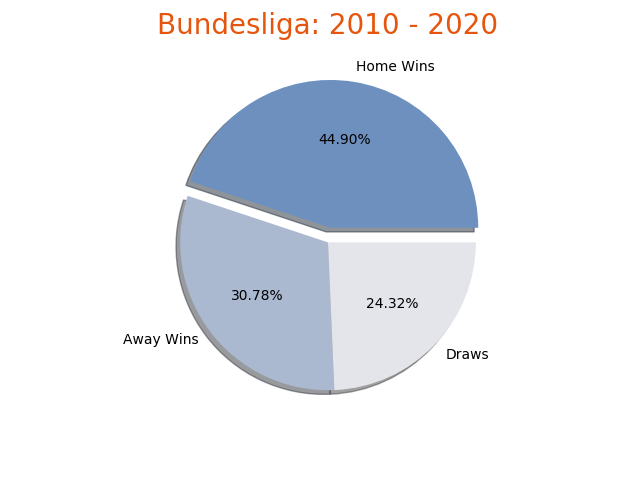 Bundesliga: 2010 - 2020
Home Wins
44.90%
30.78%
24.32%
Away Wins
Draws